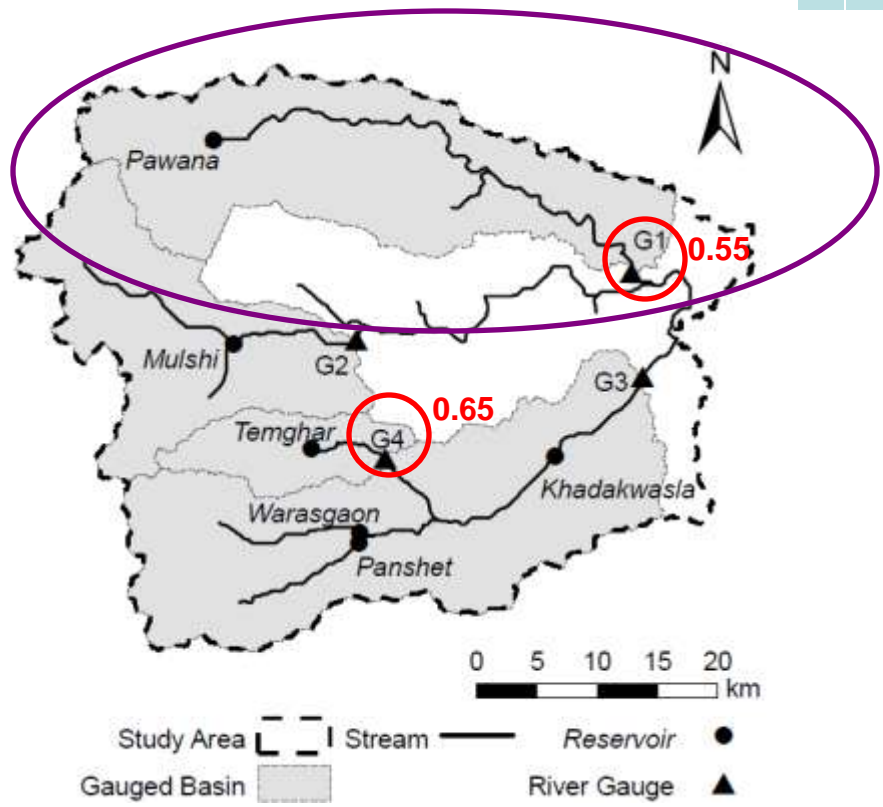 N
Pawana
G1
0.55
Mulshi
G2
G3
0.65
Temghar
G4
Khadakwasla
Warasgaon
Panshet
0 5 10 15 20
km
Study Area Stream Reservoir
Gauged Basin River Gauge